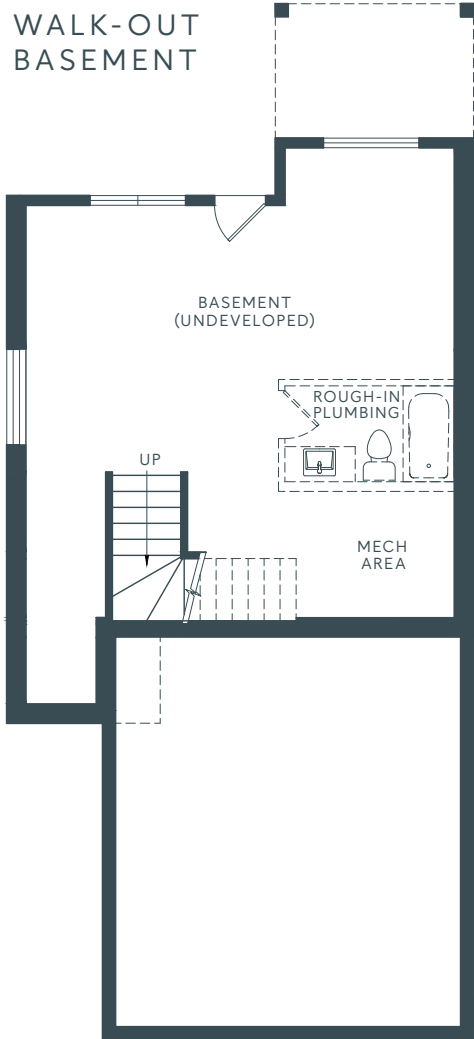 WALK-OUT
BASEMENT
BASEMENT
(UNDEVELOPED)
ROUGH-IN
PLUMBING
UP
MECH
AREA